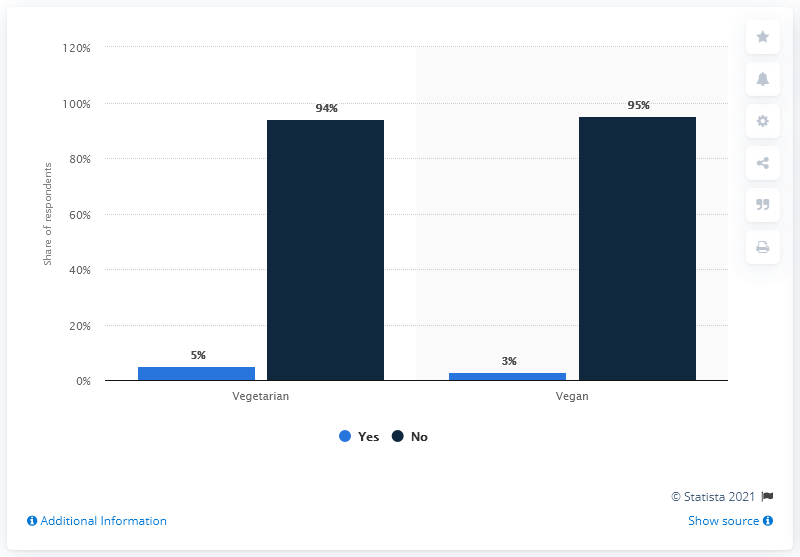 120%
100%
80%
60%
40%
20%
0%
Share of respondents
94%
95%
5%
3%
Vegetarian
Vegan
Yes No
© Statista 2021
Additional Information
Show source